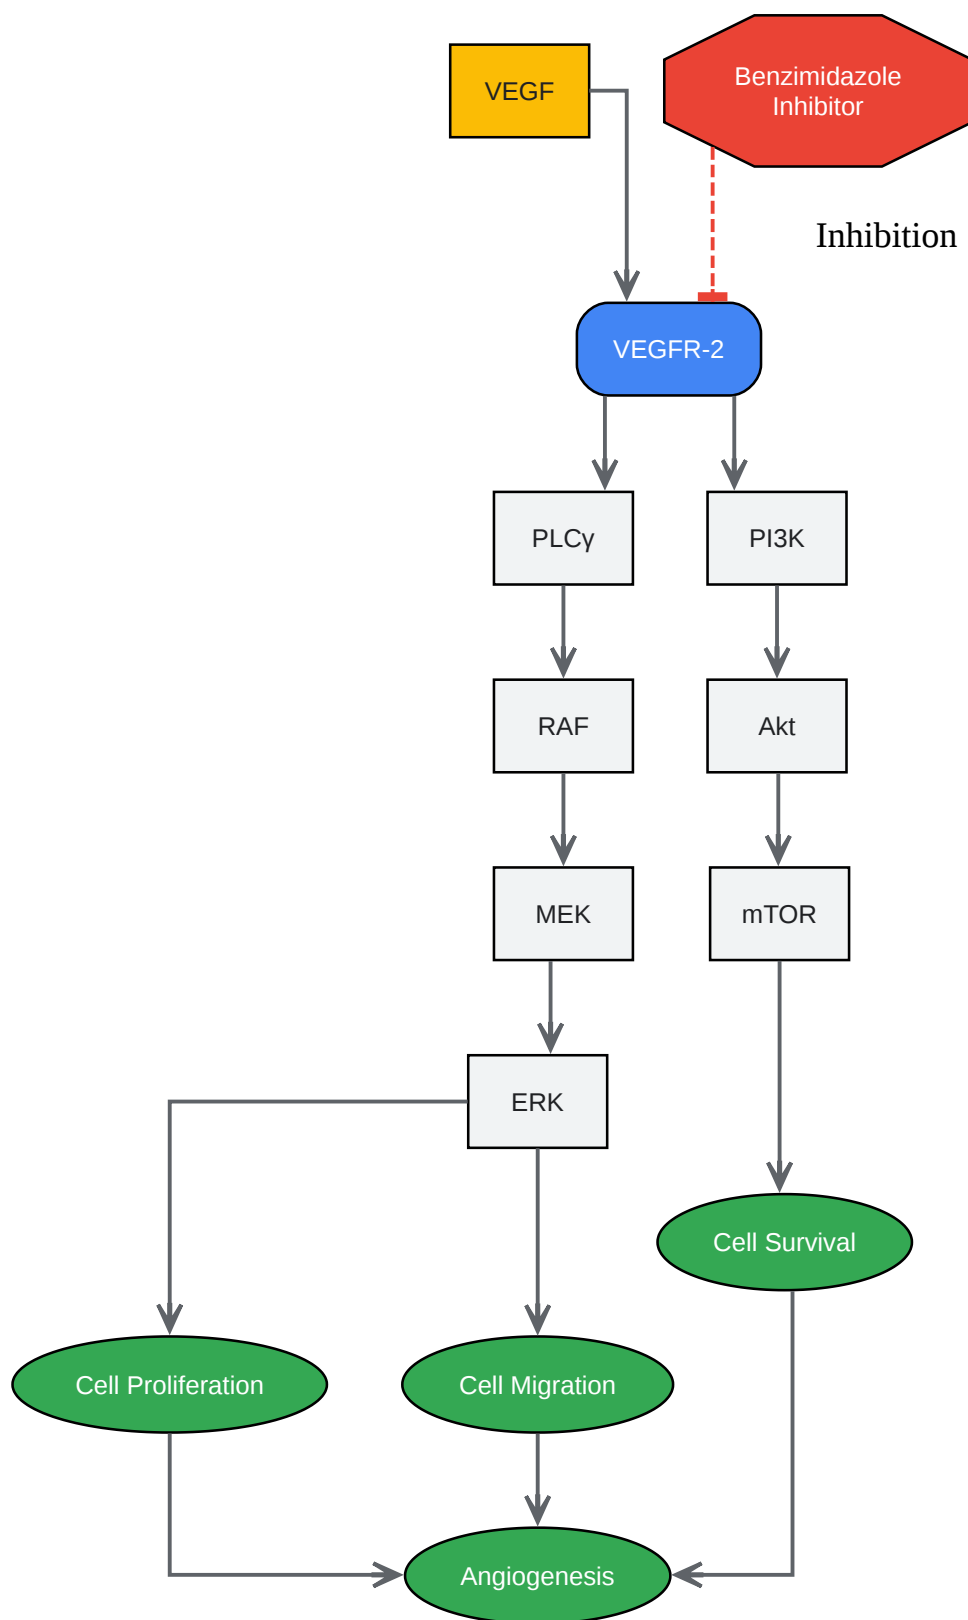 VEGF
Benzimidazole
Inhibitor
Inhibition
VEGFR-2
PLCγ
PI3K
RAF
Akt
MEK
mTOR
ERK
Cell Survival
Cell Proliferation
Cell Migration
Angiogenesis